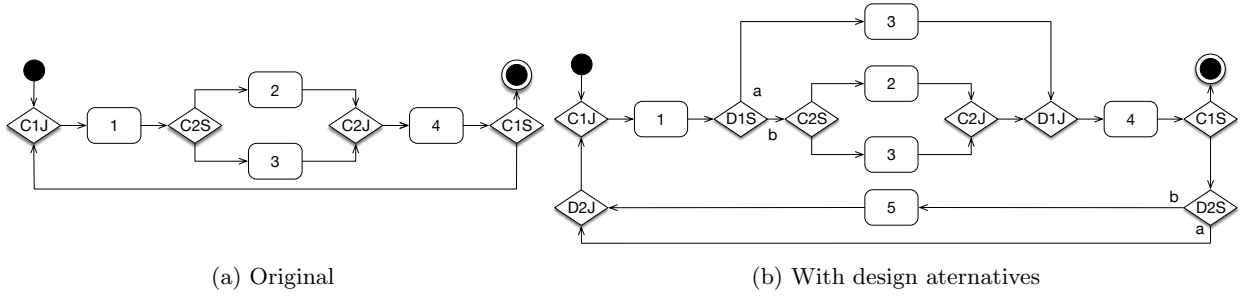 C1J
1
C2S
2
3
C2J
4
C1S
(a) Original
3
a
C1J
1
D1S
b
C2S
2
3
C2J
D1J
4
C1S
D2J
5
b
D2S
a
(b) With design aternatives